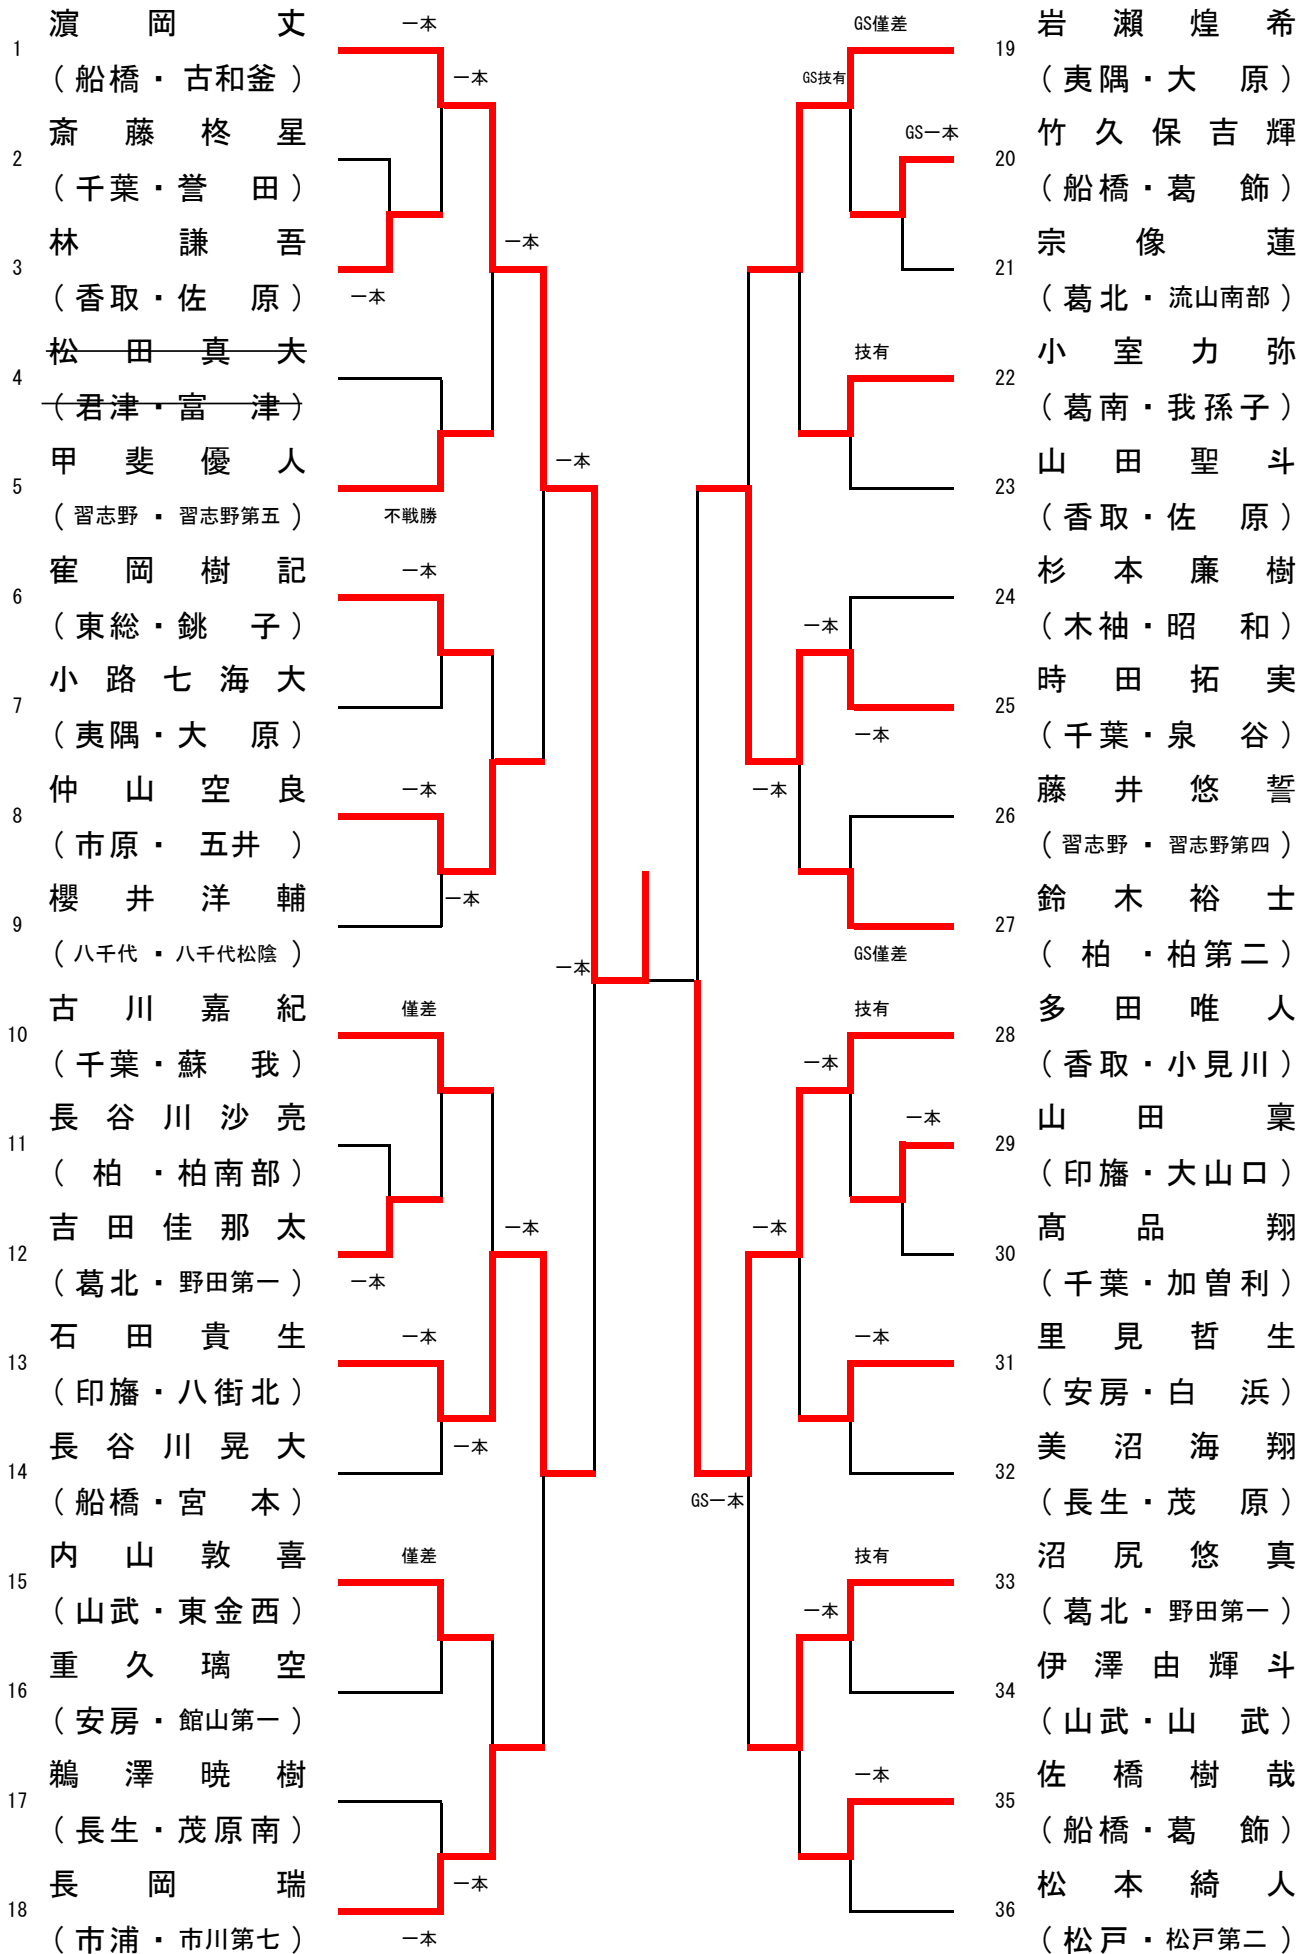 濵岡丈
1
(船橋・古和釜)
斎藤柊星
2
(千葉・誉田)
林謙吾
3
(香取・佐原)
松田真大
4
(君津・富津)
甲斐優人
5
(習志野・習志野第五)
寉岡樹記
6
(東総・銚子)
小路七海大
7
(夷隅・大原)
仲山空良
8
(市原・五井)
櫻井洋輔
9
(八千代・八千代松陰)
古川嘉紀
10
(千葉・蘇我)
長谷川沙亮
11
(柏・柏南部)
吉田佳那太
12
(葛北・野田第一)
石田貴生
13
(印旛・八街北)
長谷川晃大
14
(船橋・宮本)
内山敦喜
15
(山武・東金西)
重久璃空
16
(安房・館山第一)
鵜澤暁樹
17
(長生・茂原南)
長岡瑞
18
(市浦・市川第七)
一本
一本
一本
一本
一本
不戦勝
一本
一本
一本
一本
僅差
一本
一本
一本
一本
僅差
一本
一本
GS僅差
GS技有
GS一本
技有
一本
一本
一本
GS僅差
技有
一本
一本
一本
一本
GS一本
技有
一本
一本
岩瀨煌希
19
(夷隅・大原)
竹久保吉輝
20
(船橋・葛飾)
宗像蓮
21
(葛北・流山南部)
小室力弥
22
(葛南・我孫子)
山田聖斗
23
(香取・佐原)
杉本廉樹
24
(木袖・昭和)
時田拓実
25
(千葉・泉谷)
藤井悠誓
26
(習志野・習志野第四)
鈴木裕士
27
(柏・柏第二)
多田唯人
28
(香取・小見川)
山田稟
29
(印旛・大山口)
髙品翔
30
(千葉・加曽利)
里見哲生
31
(安房・白浜)
美沼海翔
32
(長生・茂原)
沼尻悠真
33
(葛北・野田第一)
伊澤由輝斗
34
(山武・山武)
佐橋樹哉
35
(船橋・葛飾)
松本綺人
36
(松戸・松戸第二)